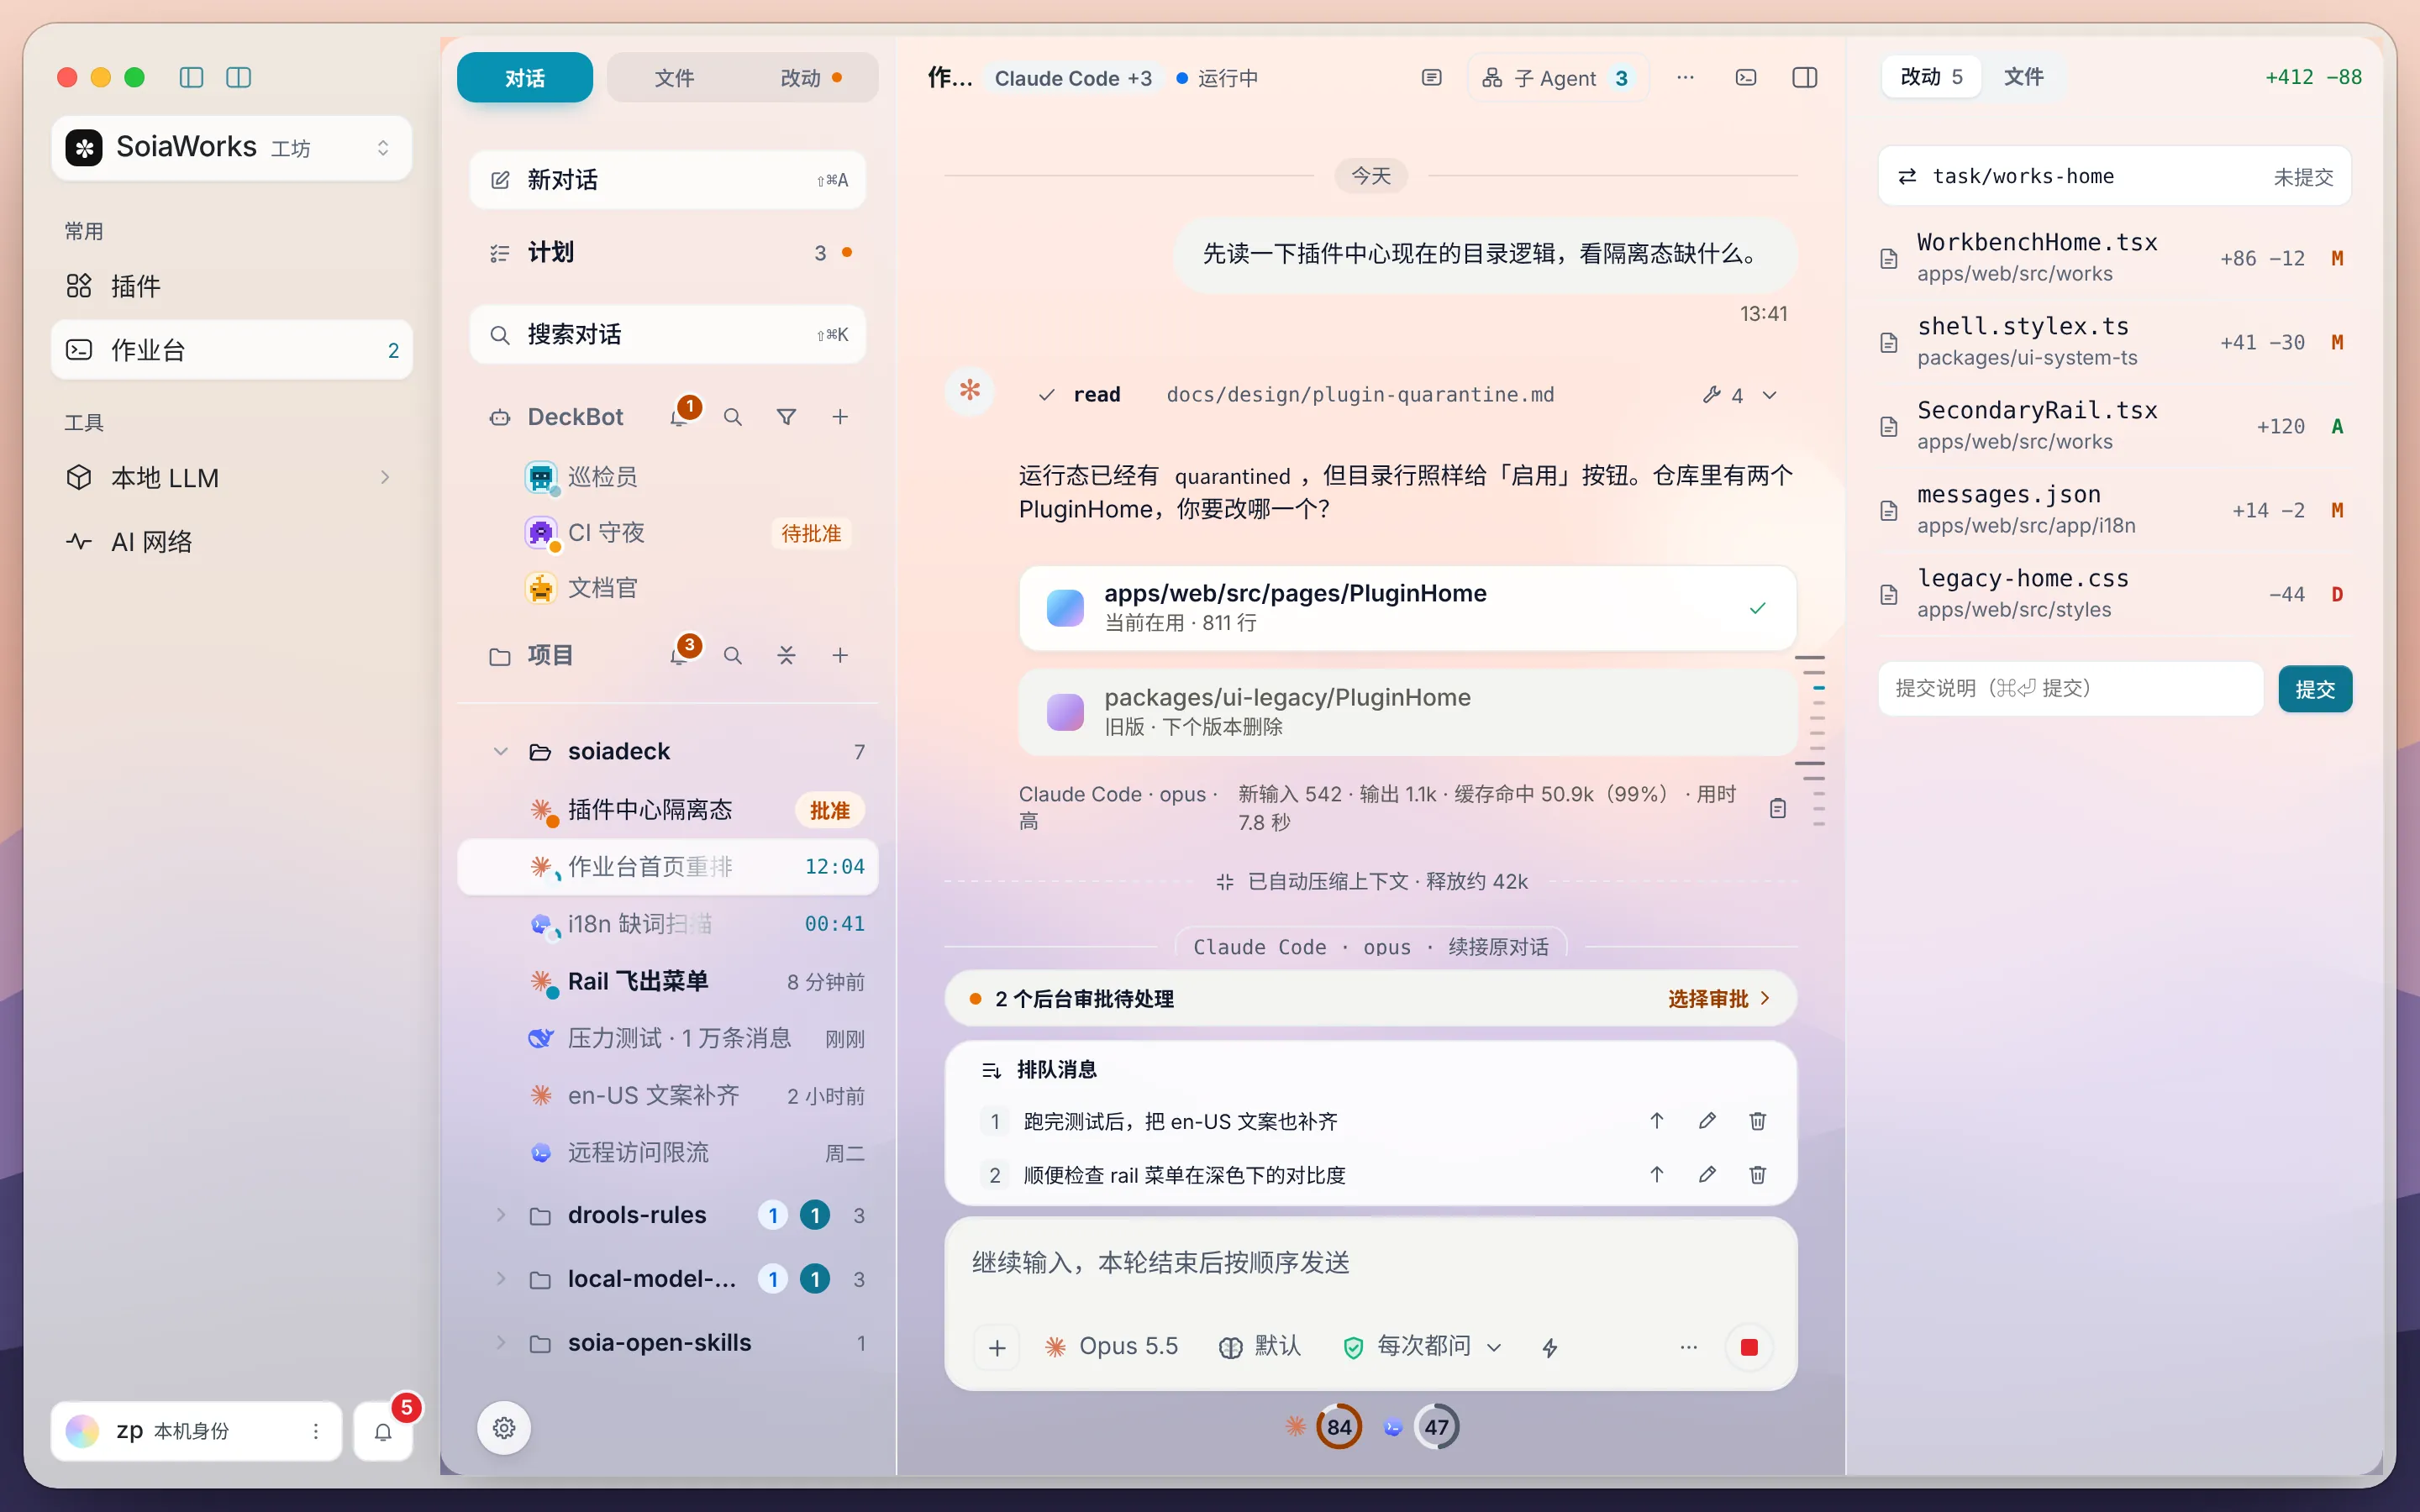 SoiaWorks 工坊
常用
插件
作业台 2
工具
本地 LLM
AI 网络
zp 本机身份
5
对话 文件 改动
新对话 ⇧⌘A
计划 3
搜索对话 ⇧⌘K
DeckBot 1
巡检员
CI 守夜 待批准
文档官
项目 3
soiadeck 7
插件中心隔离态 批准
作业台首页重排 12:04
i18n 缺词扫描 00:41
Rail 飞出菜单 8 分钟前
压力测试 · 1 万条消息 刚刚
en-US 文案补齐 2 小时前
远程访问限流 周二
drools-rules 1 1 3
local-model-... 1 1 3
soia-open-skills 1
作... Claude Code +3 运行中 子 Agent 3
今天
先读一下插件中心现在的目录逻辑，看隔离态缺什么。
13:41
read docs/design/plugin-quarantine.md 4
运行态已经有 quarantined ，但目录行照样给「启用」按钮。仓库里有两个
PluginHome，你要改哪一个？
apps/web/src/pages/PluginHome
当前在用 · 811 行
packages/ui-legacy/PluginHome
旧版 · 下个版本删除
Claude Code · opus · 高
新输入 542 · 输出 1.1k · 缓存命中 50.9k（99%） · 用时
7.8 秒
已自动压缩上下文 · 释放约 42k
Claude Code · opus · 续接原对话
2 个后台审批待处理 选择审批
排队消息
1 跑完测试后，把 en-US 文案也补齐
2 顺便检查 rail 菜单在深色下的对比度
继续输入，本轮结束后按顺序发送
Opus 5.5 默认 每次都问
84 47
改动 5 文件 +412 −88
task/works-home 未提交
WorkbenchHome.tsx +86 −12 M
apps/web/src/works
shell.stylex.ts +41 −30 M
packages/ui-system-ts
SecondaryRail.tsx +120 A
apps/web/src/works
messages.json +14 −2 M
apps/web/src/app/i18n
legacy-home.css −44 D
apps/web/src/styles
提交说明（⌘⏎ 提交） 提交